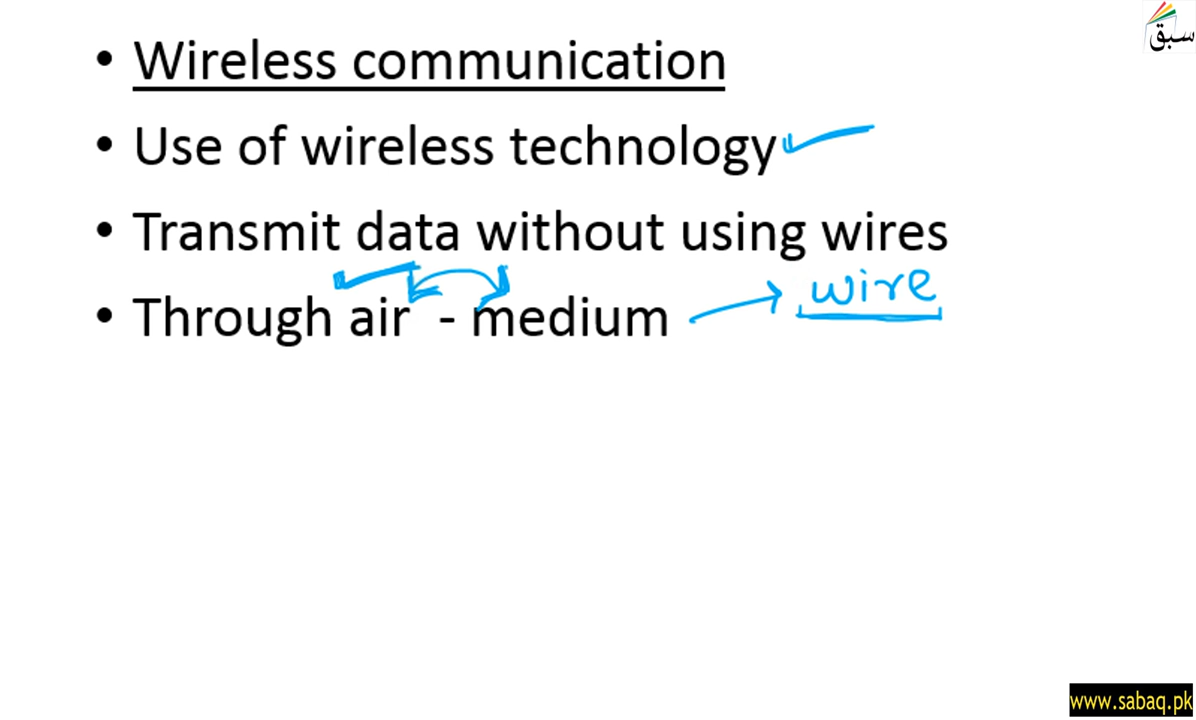 سبق
• Wireless communication
• Use of wireless technology
• Transmit data without using wires
wire
• Through air - medium
www.sabaq.pk